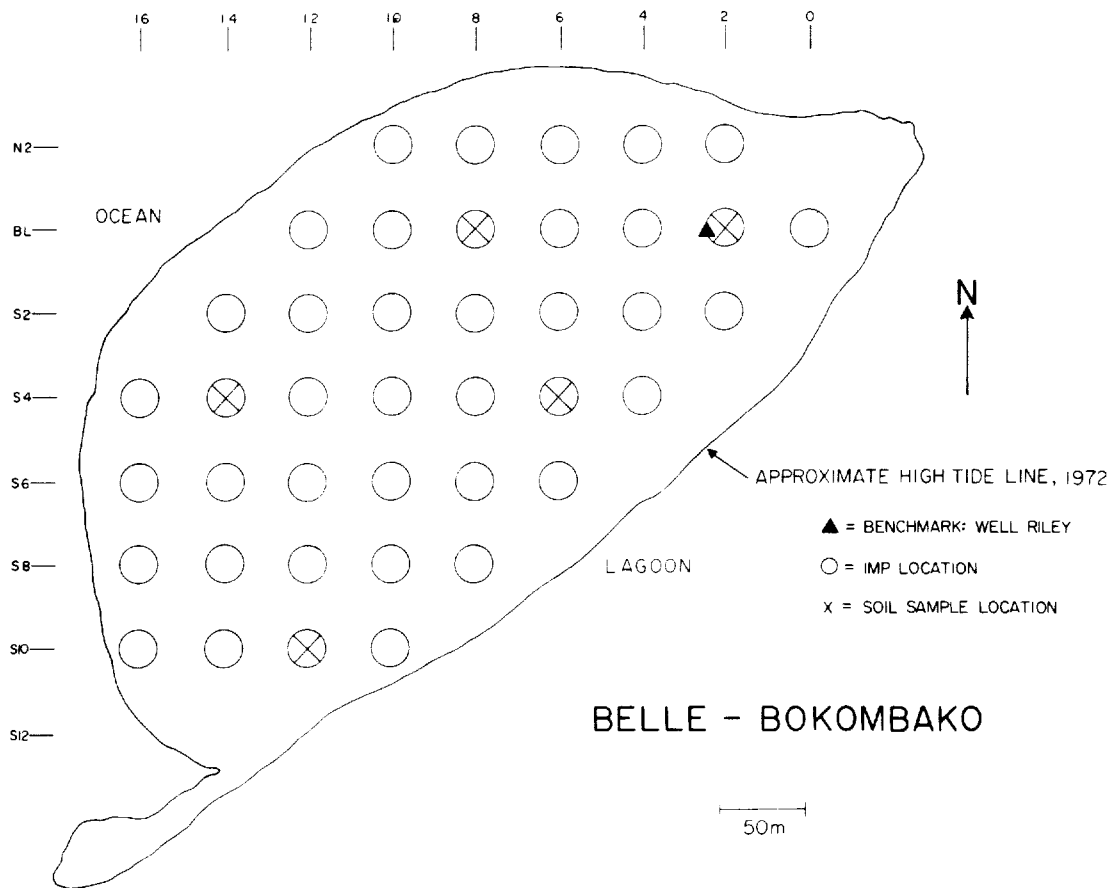 16 14 12 10 8 6 4 2 0
N2
OCEAN
BL
S2
N
S4
APPROXIMATE HIGH TIDE LINE, 1972
S6
▲ = BENCHMARK: WELL RILEY
S8
LAGOON
○ = IMP LOCATION
X = SOIL SAMPLE LOCATION
S10
S12
BELLE - BOKOMBAKO
50m